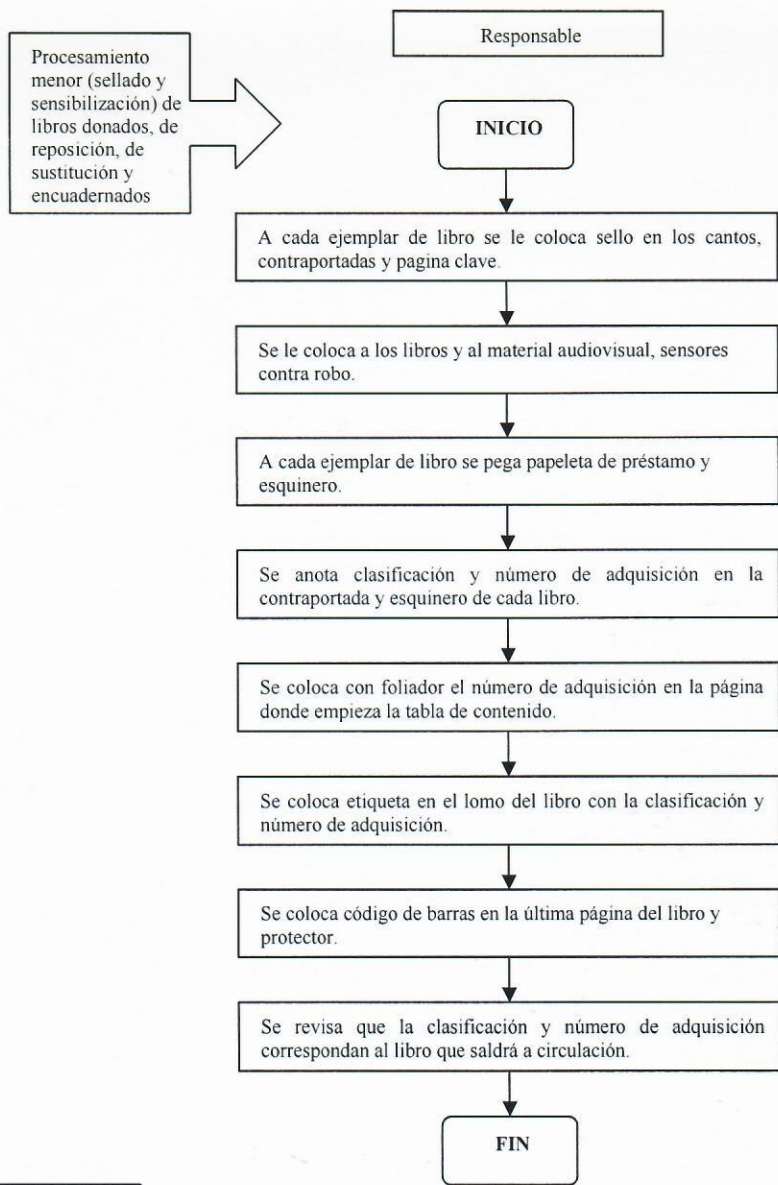 Responsable
Procesamiento
menor (sellado y
sensibilización) de
libros donados, de
reposición, de
sustitución y
encuadernados
INICIO
A cada ejemplar de libro se le coloca sello en los cantos,
contraportadas y pagina clave.
Se le coloca a los libros y al material audiovisual, sensores
contra robo.
A cada ejemplar de libro se pega papeleta de préstamo y
esquinero.
Se anota clasificación y número de adquisición en la
contraportada y esquinero de cada libro.
Se coloca con foliador el número de adquisición en la página
donde empieza la tabla de contenido.
Se coloca etiqueta en el lomo del libro con la clasificación y
número de adquisición.
Se coloca código de barras en la última página del libro y
protector.
Se revisa que la clasificación y número de adquisición
correspondan al libro que saldrá a circulación.
FIN